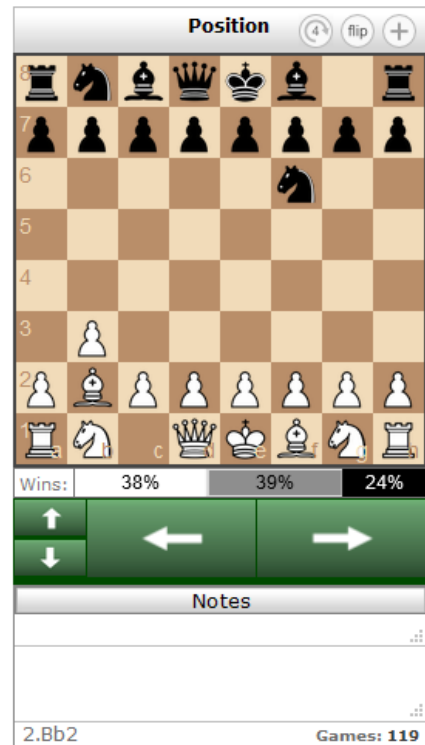 Position 4 flip +
8
7
6
5
4
3
2
1 a b c d e f g h
Wins: 38% 39% 24%
Notes
2.Bb2 Games: 119